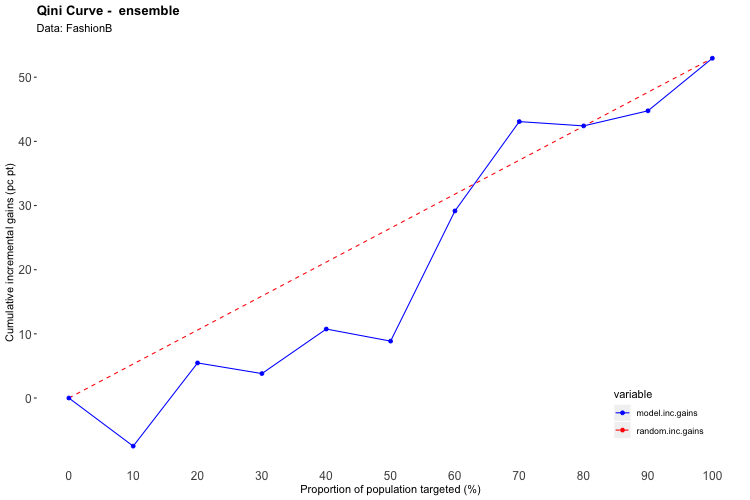 Qini Curve -  ensemble
Data: FashionB
Cumulative incremental gains (pc pt)
50
40
30
20
10
0
variable
model.inc.gains
random.inc.gains
0 10 20 30 40 50 60 70 80 90 100
Proportion of population targeted (%)